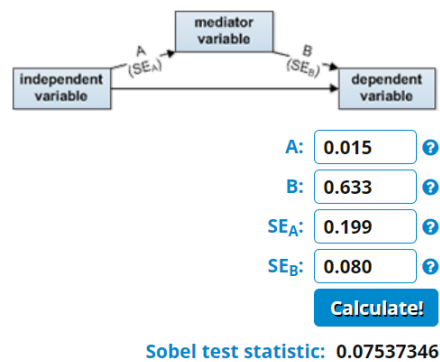 mediator
variable
A
(SEA)
B
(SEB)
independent
variable
dependent
variable
A: 0.015 ?
B: 0.633 ?
SEA: 0.199 ?
SEB: 0.080 ?
Calculate!
Sobel test statistic: 0.07537346